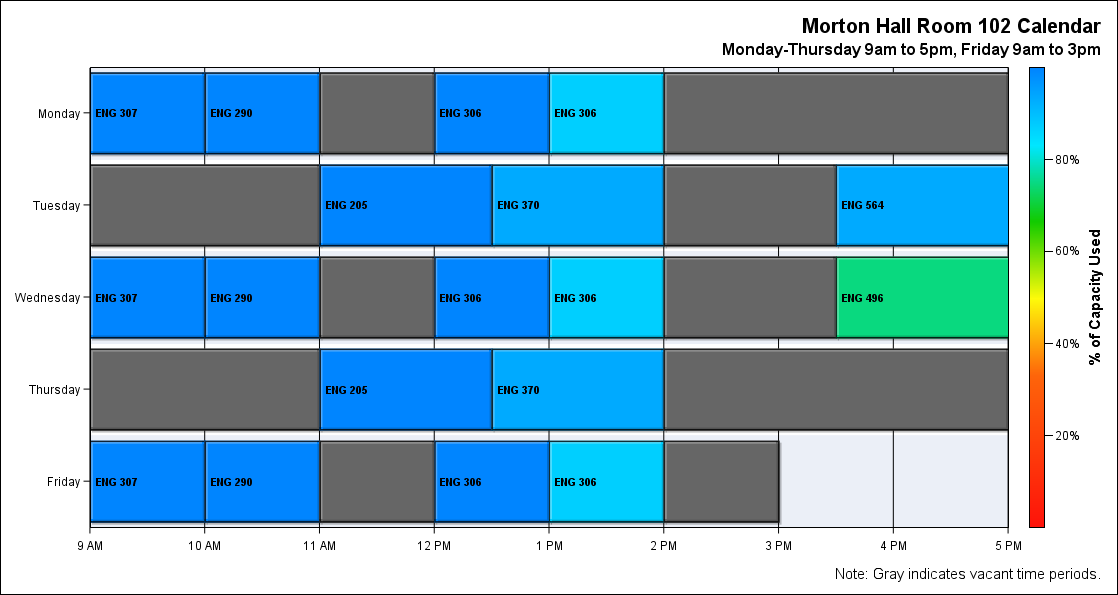 Morton Hall Room 102 Calendar
Monday-Thursday 9am to 5pm, Friday 9am to 3pm
Monday
ENG 307
ENG 290
ENG 306
ENG 306
Tuesday
ENG 205
ENG 370
ENG 564
Wednesday
ENG 307
ENG 290
ENG 306
ENG 306
ENG 496
Thursday
ENG 205
ENG 370
Friday
ENG 307
ENG 290
ENG 306
ENG 306
9 AM
10 AM
11 AM
12 PM
1 PM
2 PM
3 PM
4 PM
5 PM
80%
60%
40%
20%
% of Capacity Used
Note: Gray indicates vacant time periods.